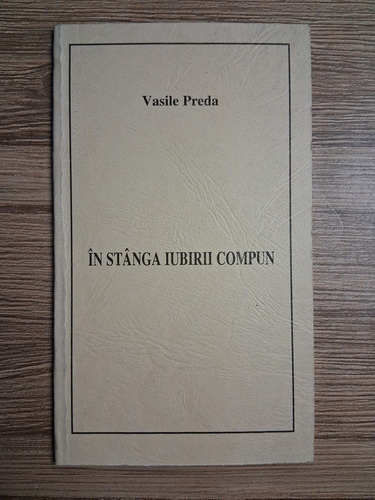 Vasile Preda
ÎN STÂNGA IUBIRII COMPUN